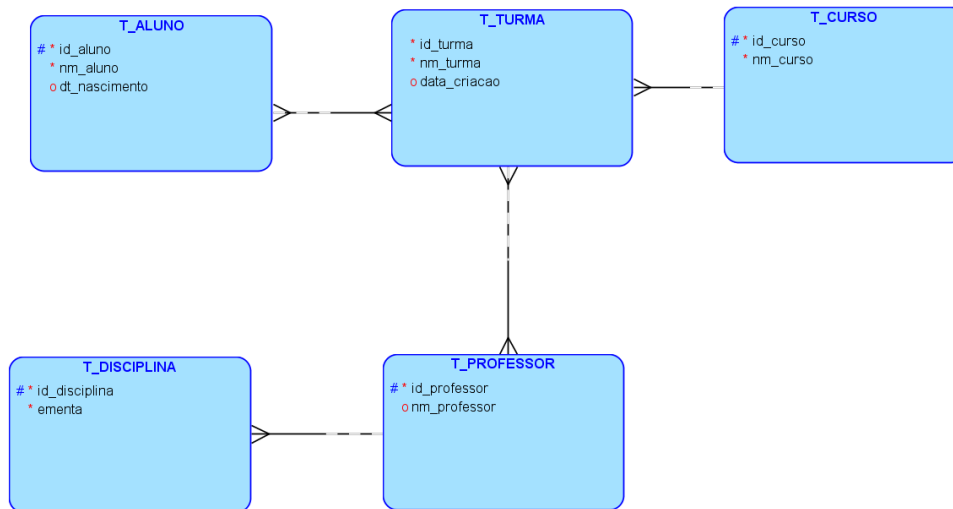 T_ALUNO
# * id_aluno
* nm_aluno
o dt_nascimento
T_TURMA
* id_turma
* nm_turma
o data_criacao
T_CURSO
# * id_curso
* nm_curso
T_DISCIPLINA
# * id_disciplina
* ementa
T_PROFESSOR
# * id_professor
o nm_professor